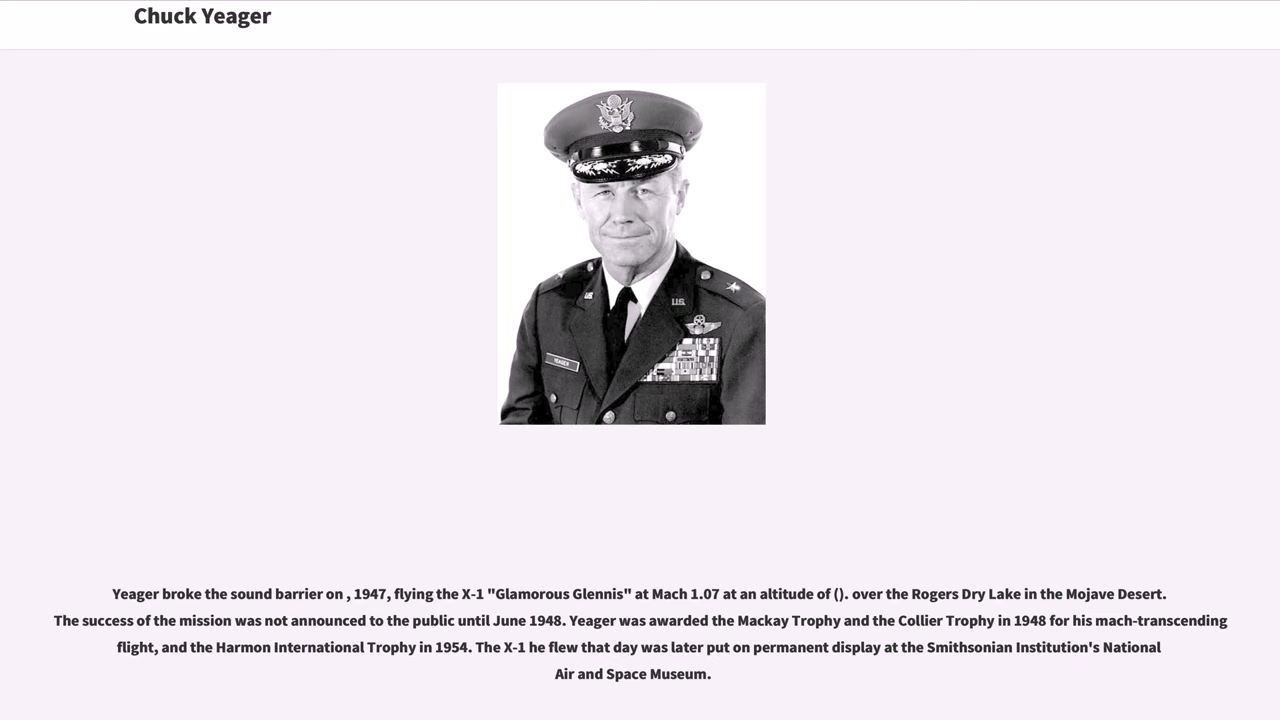 Chuck Yeager
U.S.
YEAGER
Yeager broke the sound barrier on , 1947, flying the X-1 "Glamorous Glennis" at Mach 1.07 at an altitude of (). over the Rogers Dry Lake in the Mojave Desert.
The success of the mission was not announced to the public until June 1948. Yeager was awarded the Mackay Trophy and the Collier Trophy in 1948 for his mach-transcending
flight, and the Harmon International Trophy in 1954. The X-1 he flew that day was later put on permanent display at the Smithsonian Institution's National
Air and Space Museum.